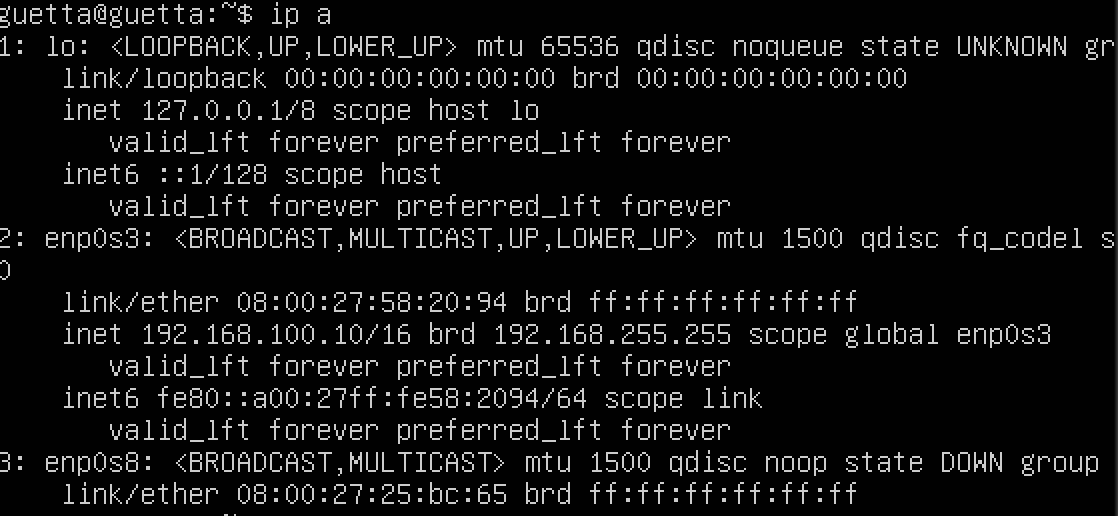 guetta@guetta:~$ ip a
1: lo: <LOOPBACK,UP,LOWER_UP> mtu 65536 qdisc noqueue state UNKNOWN gr
link/loopback 00:00:00:00:00:00 brd 00:00:00:00:00:00
inet 127.0.0.1/8 scope host lo
valid_lft forever preferred_lft forever
inet6 ::1/128 scope host
valid_lft forever preferred_lft forever
2: enp0s3: <BROADCAST,MULTICAST,UP,LOWER_UP> mtu 1500 qdisc fq_codel s
0
link/ether 08:00:27:58:20:94 brd ff:ff:ff:ff:ff:ff
inet 192.168.100.10/16 brd 192.168.255.255 scope global enp0s3
valid_lft forever preferred_lft forever
inet6 fe80::a00:27ff:fe58:2094/64 scope link
valid_lft forever preferred_lft forever
3: enp0s8: <BROADCAST,MULTICAST> mtu 1500 qdisc noop state DOWN group
link/ether 08:00:27:25:bc:65 brd ff:ff:ff:ff:ff:ff